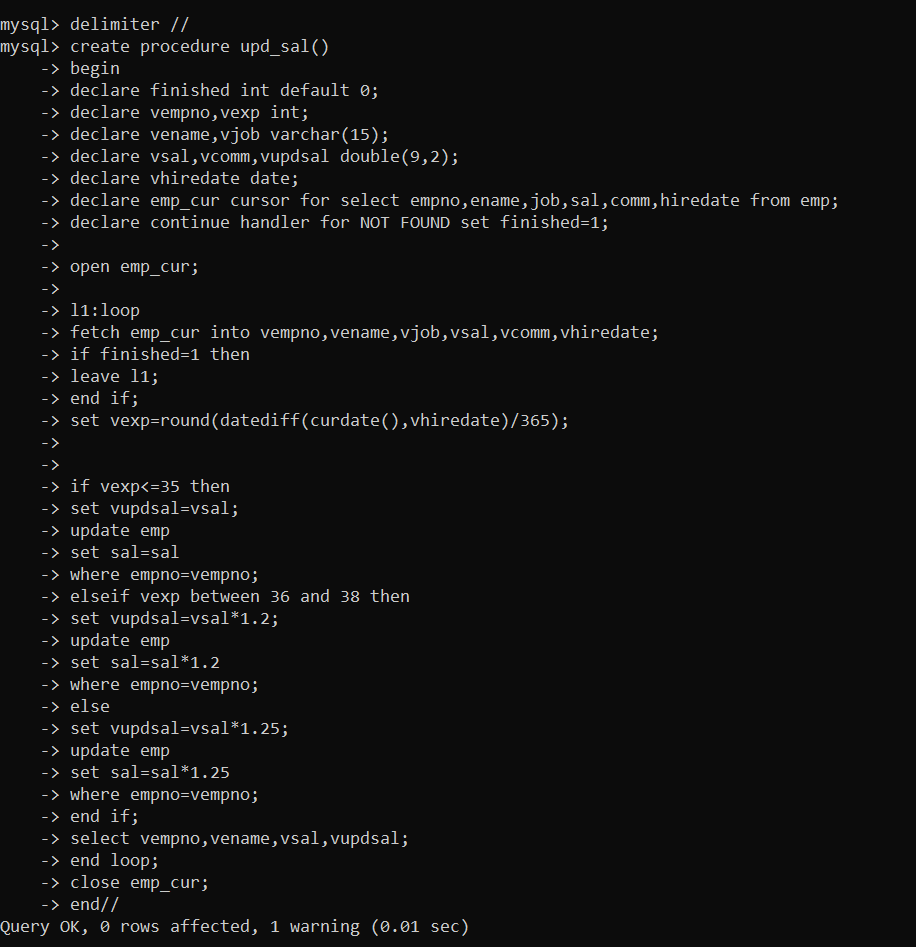 mysql> delimiter //
mysql> create procedure upd_sal()
    -> begin
    -> declare finished int default 0;
    -> declare vempno,vexp int;
    -> declare vename,vjob varchar(15);
    -> declare vsal,vcomm,vupdsal double(9,2);
    -> declare vhiredate date;
    -> declare emp_cur cursor for select empno,ename,job,sal,comm,hiredate from emp;
    -> declare continue handler for NOT FOUND set finished=1;
    ->
    -> open emp_cur;
    ->
    -> l1:loop
    -> fetch emp_cur into vempno,vename,vjob,vsal,vcomm,vhiredate;
    -> if finished=1 then
    -> leave l1;
    -> end if;
    -> set vexp=round(datediff(curdate(),vhiredate)/365);
    ->
    ->
    -> if vexp<=35 then
    -> set vupdsal=vsal;
    -> update emp
    -> set sal=sal
    -> where empno=vempno;
    -> elseif vexp between 36 and 38 then
    -> set vupdsal=vsal*1.2;
    -> update emp
    -> set sal=sal*1.2
    -> where empno=vempno;
    -> else
    -> set vupdsal=vsal*1.25;
    -> update emp
    -> set sal=sal*1.25
    -> where empno=vempno;
    -> end if;
    -> select vempno,vename,vsal,vupdsal;
    -> end loop;
    -> close emp_cur;
    -> end//
Query OK, 0 rows affected, 1 warning (0.01 sec)